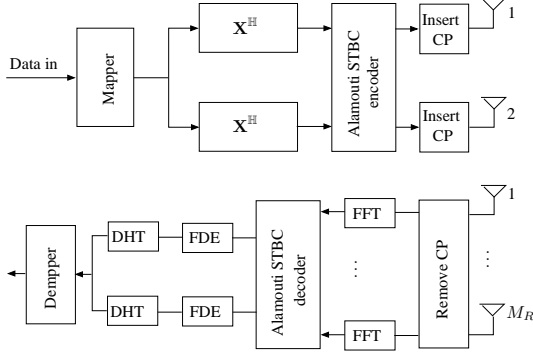 Data in
Mapper
X^ℍ
X^ℍ
Alamouti STBC
encoder
Insert
CP
1
Insert
CP
2
Dempper
DHT
FDE
DHT
FDE
Alamouti STBC
decoder
FFT
⋯
FFT
Remove CP
1
⋯
M_R